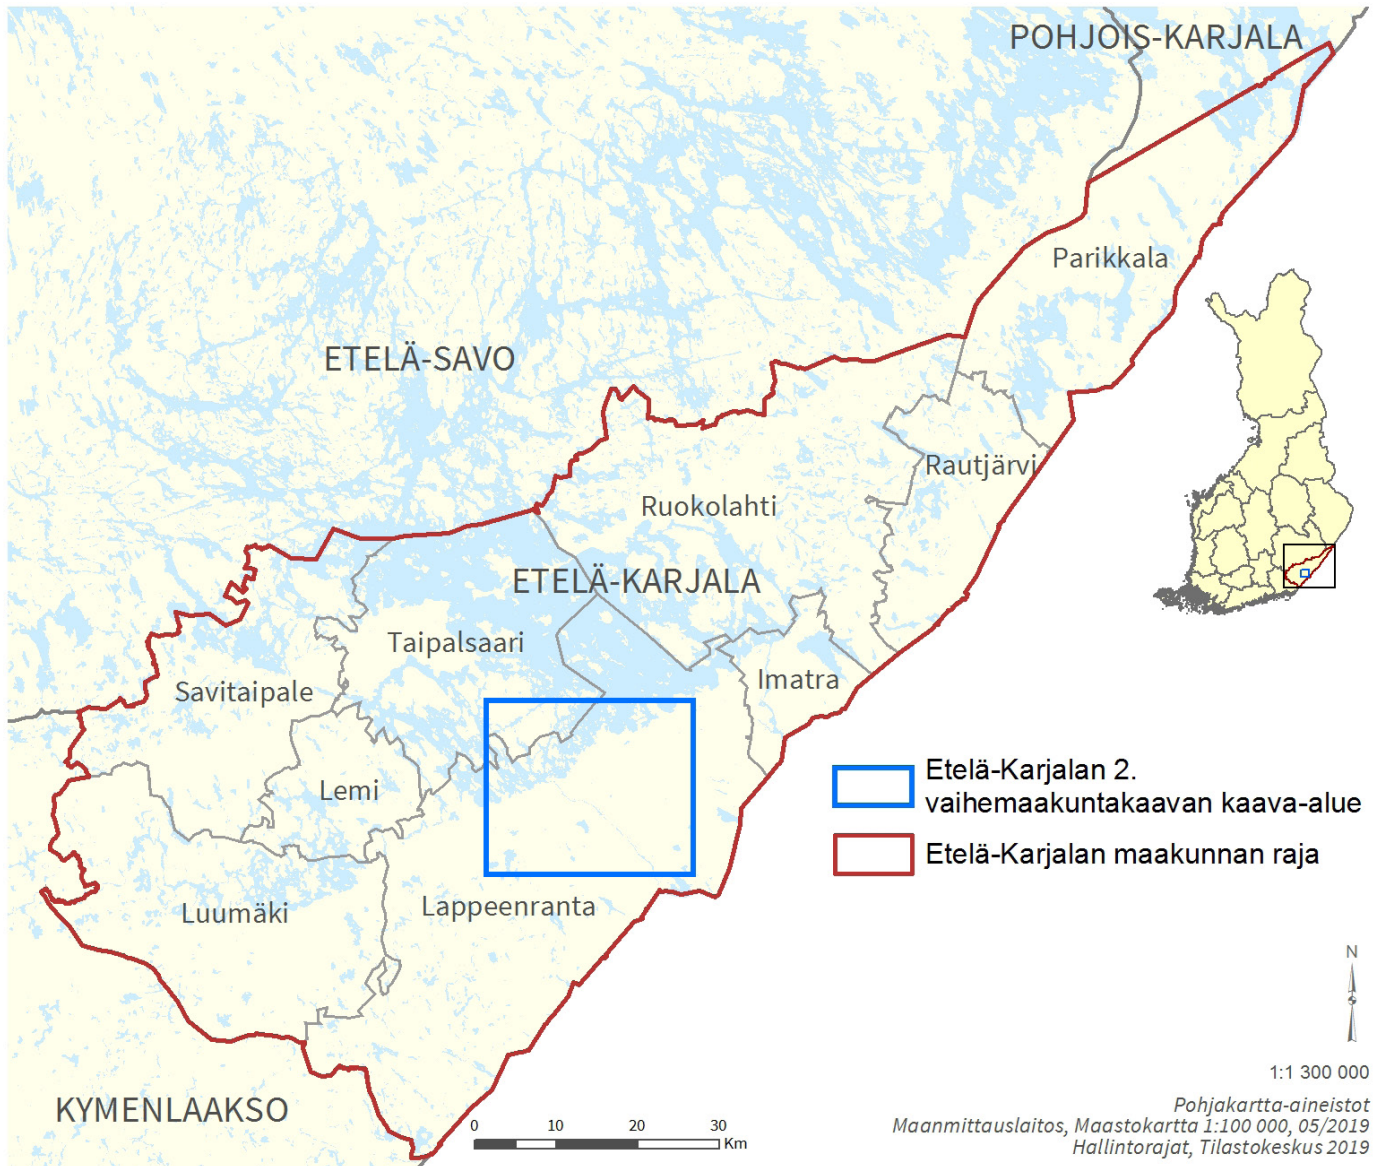 POHJOIS-KARJALA
Parikkala
ETELÄ-SAVO
Rautjärvi
Ruokolahti
ETELÄ-KARJALA
Taipalsaari
Imatra
Savitaipale
Lemi
Etelä-Karjalan 2.
vaihemaakuntakaavan kaava-alue
Etelä-Karjalan maakunnan raja
Luumäki
Lappeenranta
N
1:1 300 000
KYMENLAAKSO
0 10 20 30
Km
Pohjakartta-aineistot
Maanmittauslaitos, Maastokartta 1:100 000, 05/2019
Hallintorajat, Tilastokeskus 2019